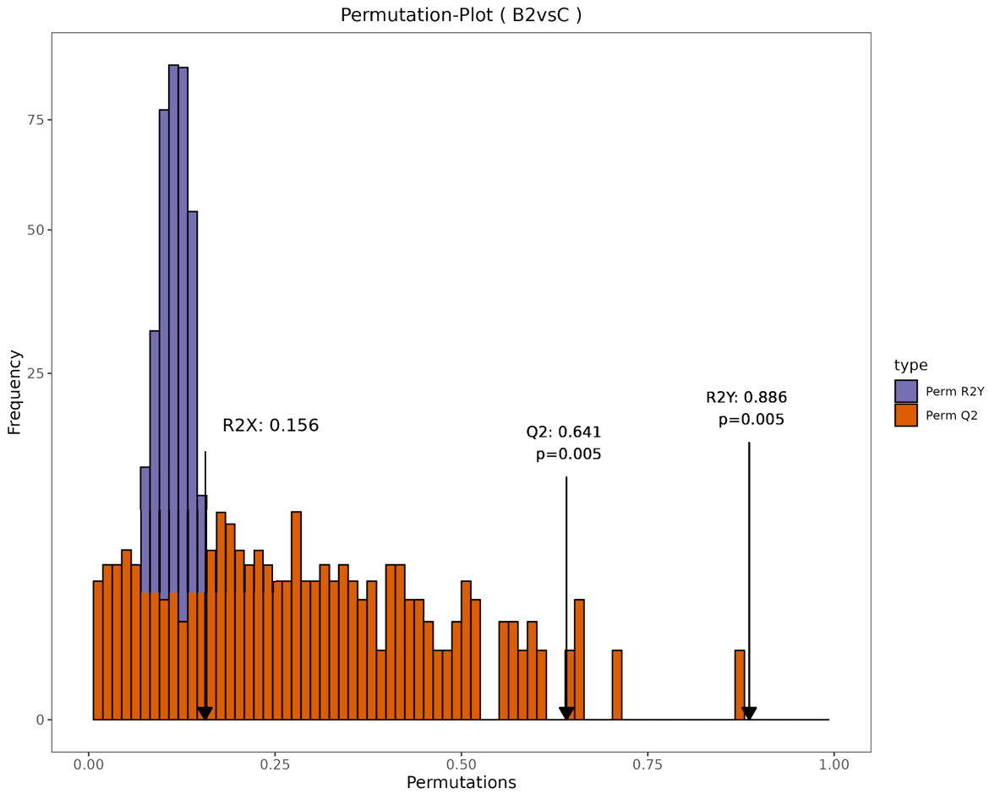 Permutation-Plot ( B2vsC )
Frequency
75
50
25
0
R2X: 0.156
Q2: 0.641
p=0.005
R2Y: 0.886
p=0.005
type
Perm R2Y
Perm Q2
0.00
0.25
0.50
0.75
1.00
Permutations